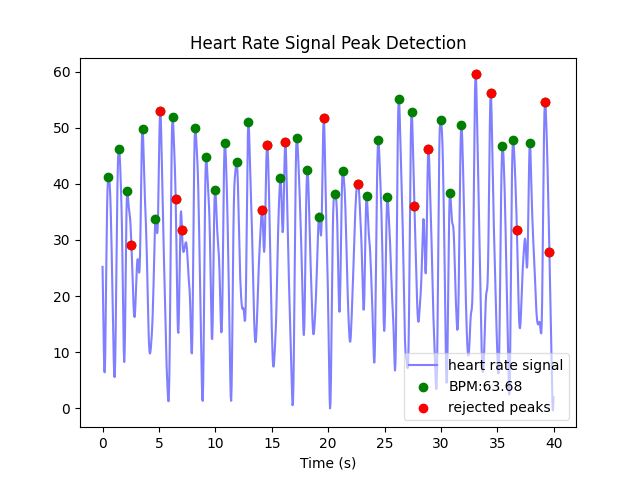 Heart Rate Signal Peak Detection
60
50
40
30
20
10
0
heart rate signal
BPM:63.68
rejected peaks
0 5 10 15 20 25 30 35 40
Time (s)